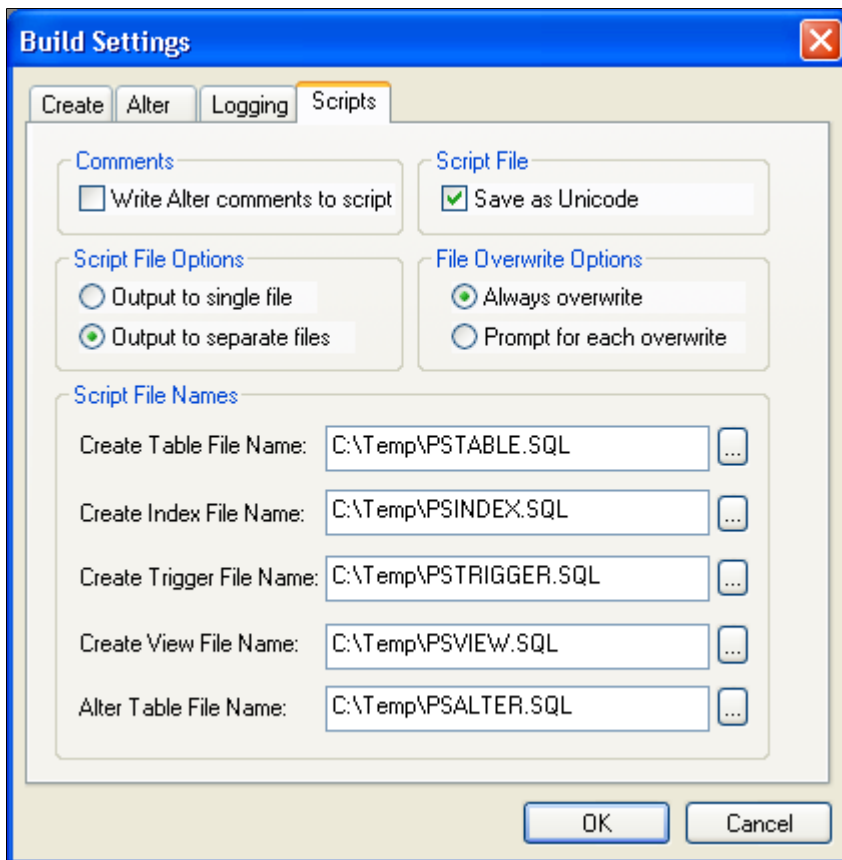 Build Settings
Create Alter Logging Scripts
Comments
Write Alter comments to script
Script File
Save as Unicode
Script File Options
Output to single file
Output to separate files
File Overwrite Options
Always overwrite
Prompt for each overwrite
Script File Names
Create Table File Name: C:\Temp\PSTABLE.SQL ...
Create Index File Name: C:\Temp\PSINDEX.SQL ...
Create Trigger File Name: C:\Temp\PSTRIGGER.SQL ...
Create View File Name: C:\Temp\PSVIEW.SQL ...
Alter Table File Name: C:\Temp\PSALTER.SQL ...
OK Cancel